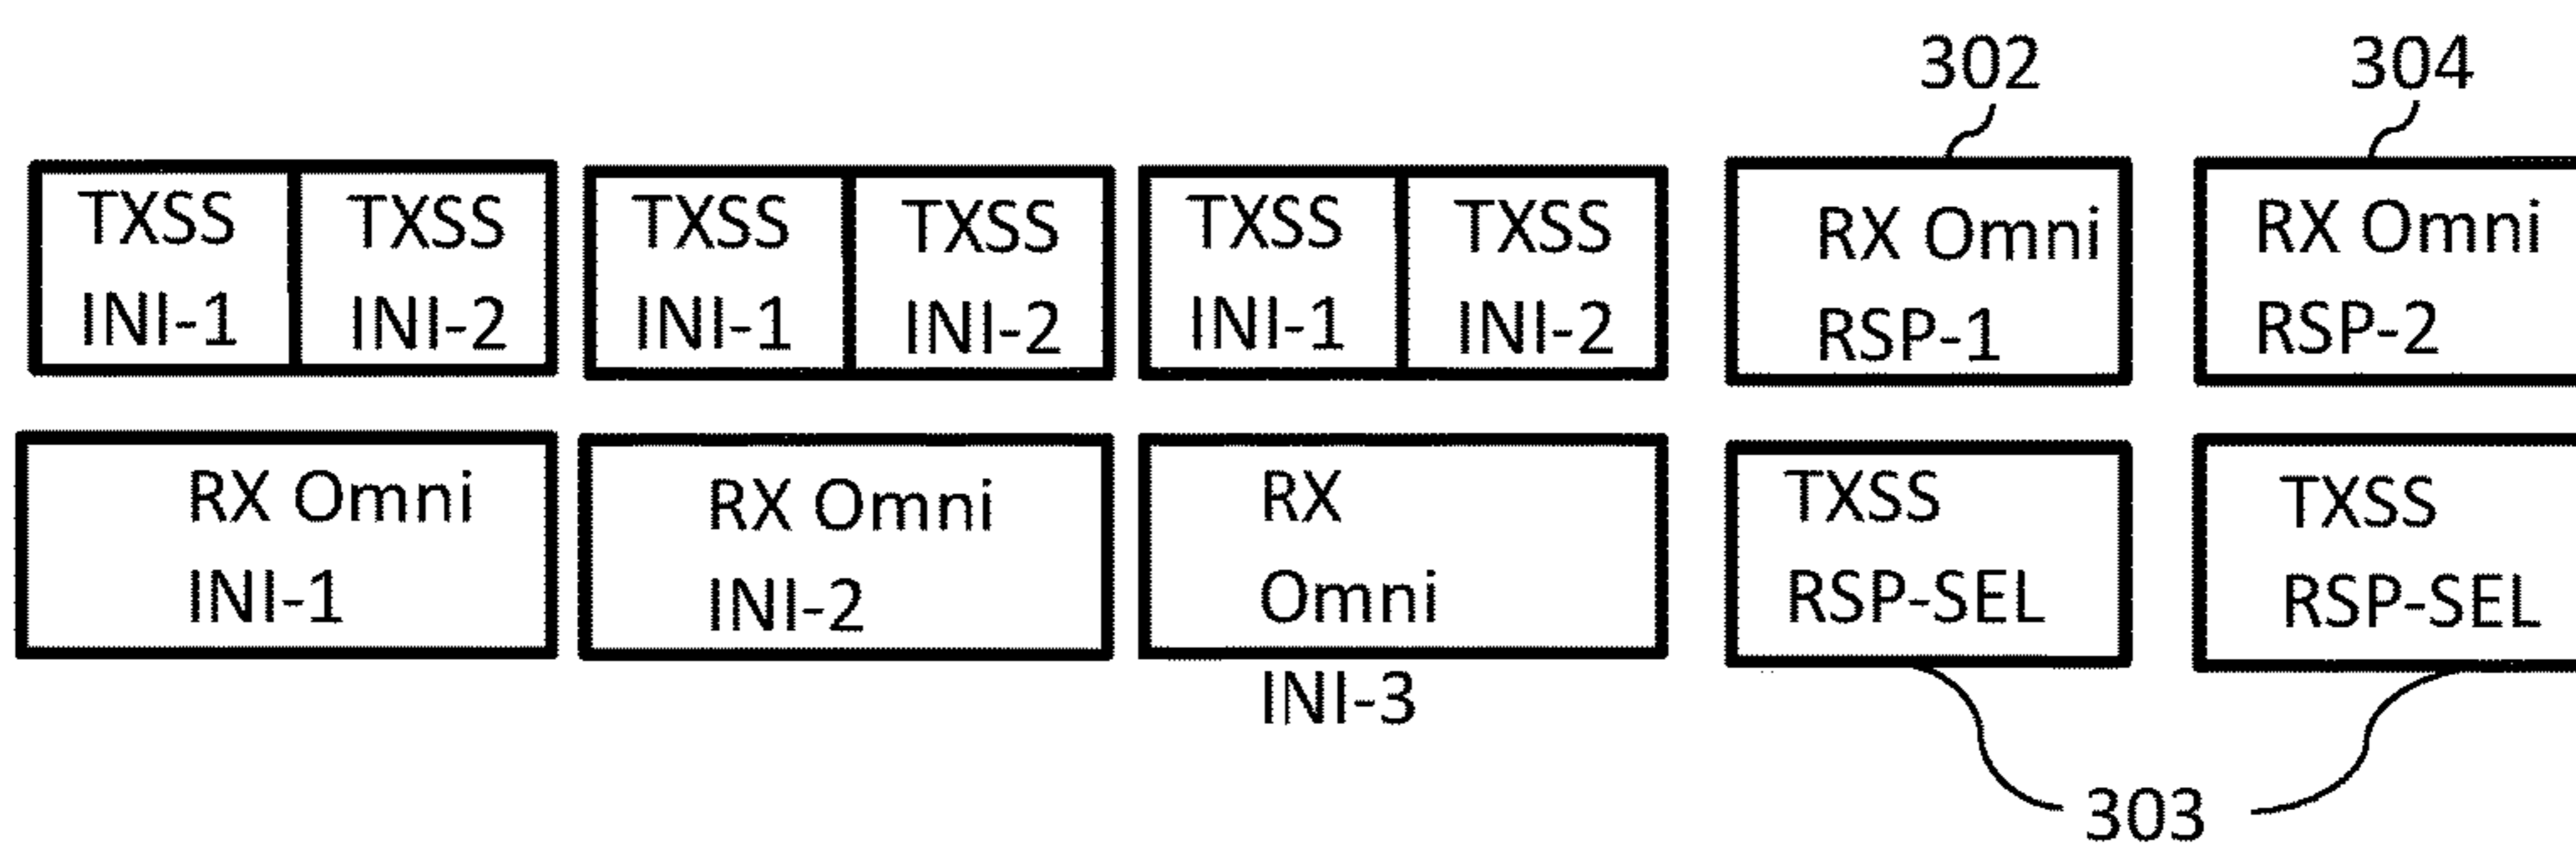 302 304
TXSS TXSS TXSS TXSS TXSS TXSS RX Omni RX Omni
INI-1 INI-2 INI-1 INI-2 INI-1 INI-2 RSP-1 RSP-2
RX Omni RX Omni RX TXSS TXSS
INI-1 INI-2 Omni RSP-SEL RSP-SEL
INI-3
303